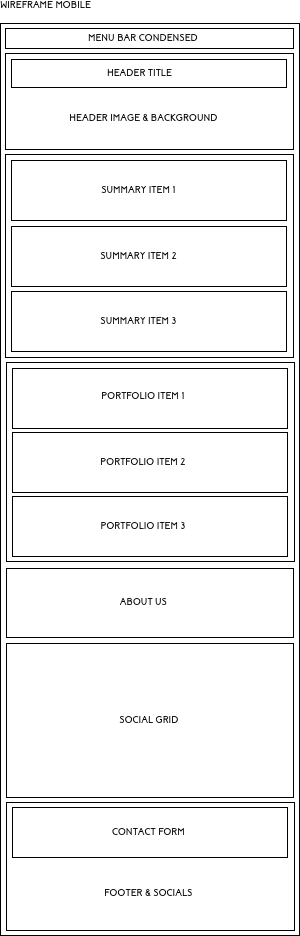 WIREFRAME MOBILE
MENU BAR CONDENSED
HEADER TITLE
HEADER IMAGE & BACKGROUND
SUMMARY ITEM 1
SUMMARY ITEM 2
SUMMARY ITEM 3
PORTFOLIO ITEM 1
PORTFOLIO ITEM 2
PORTFOLIO ITEM 3
ABOUT US
SOCIAL GRID
CONTACT FORM
FOOTER & SOCIALS